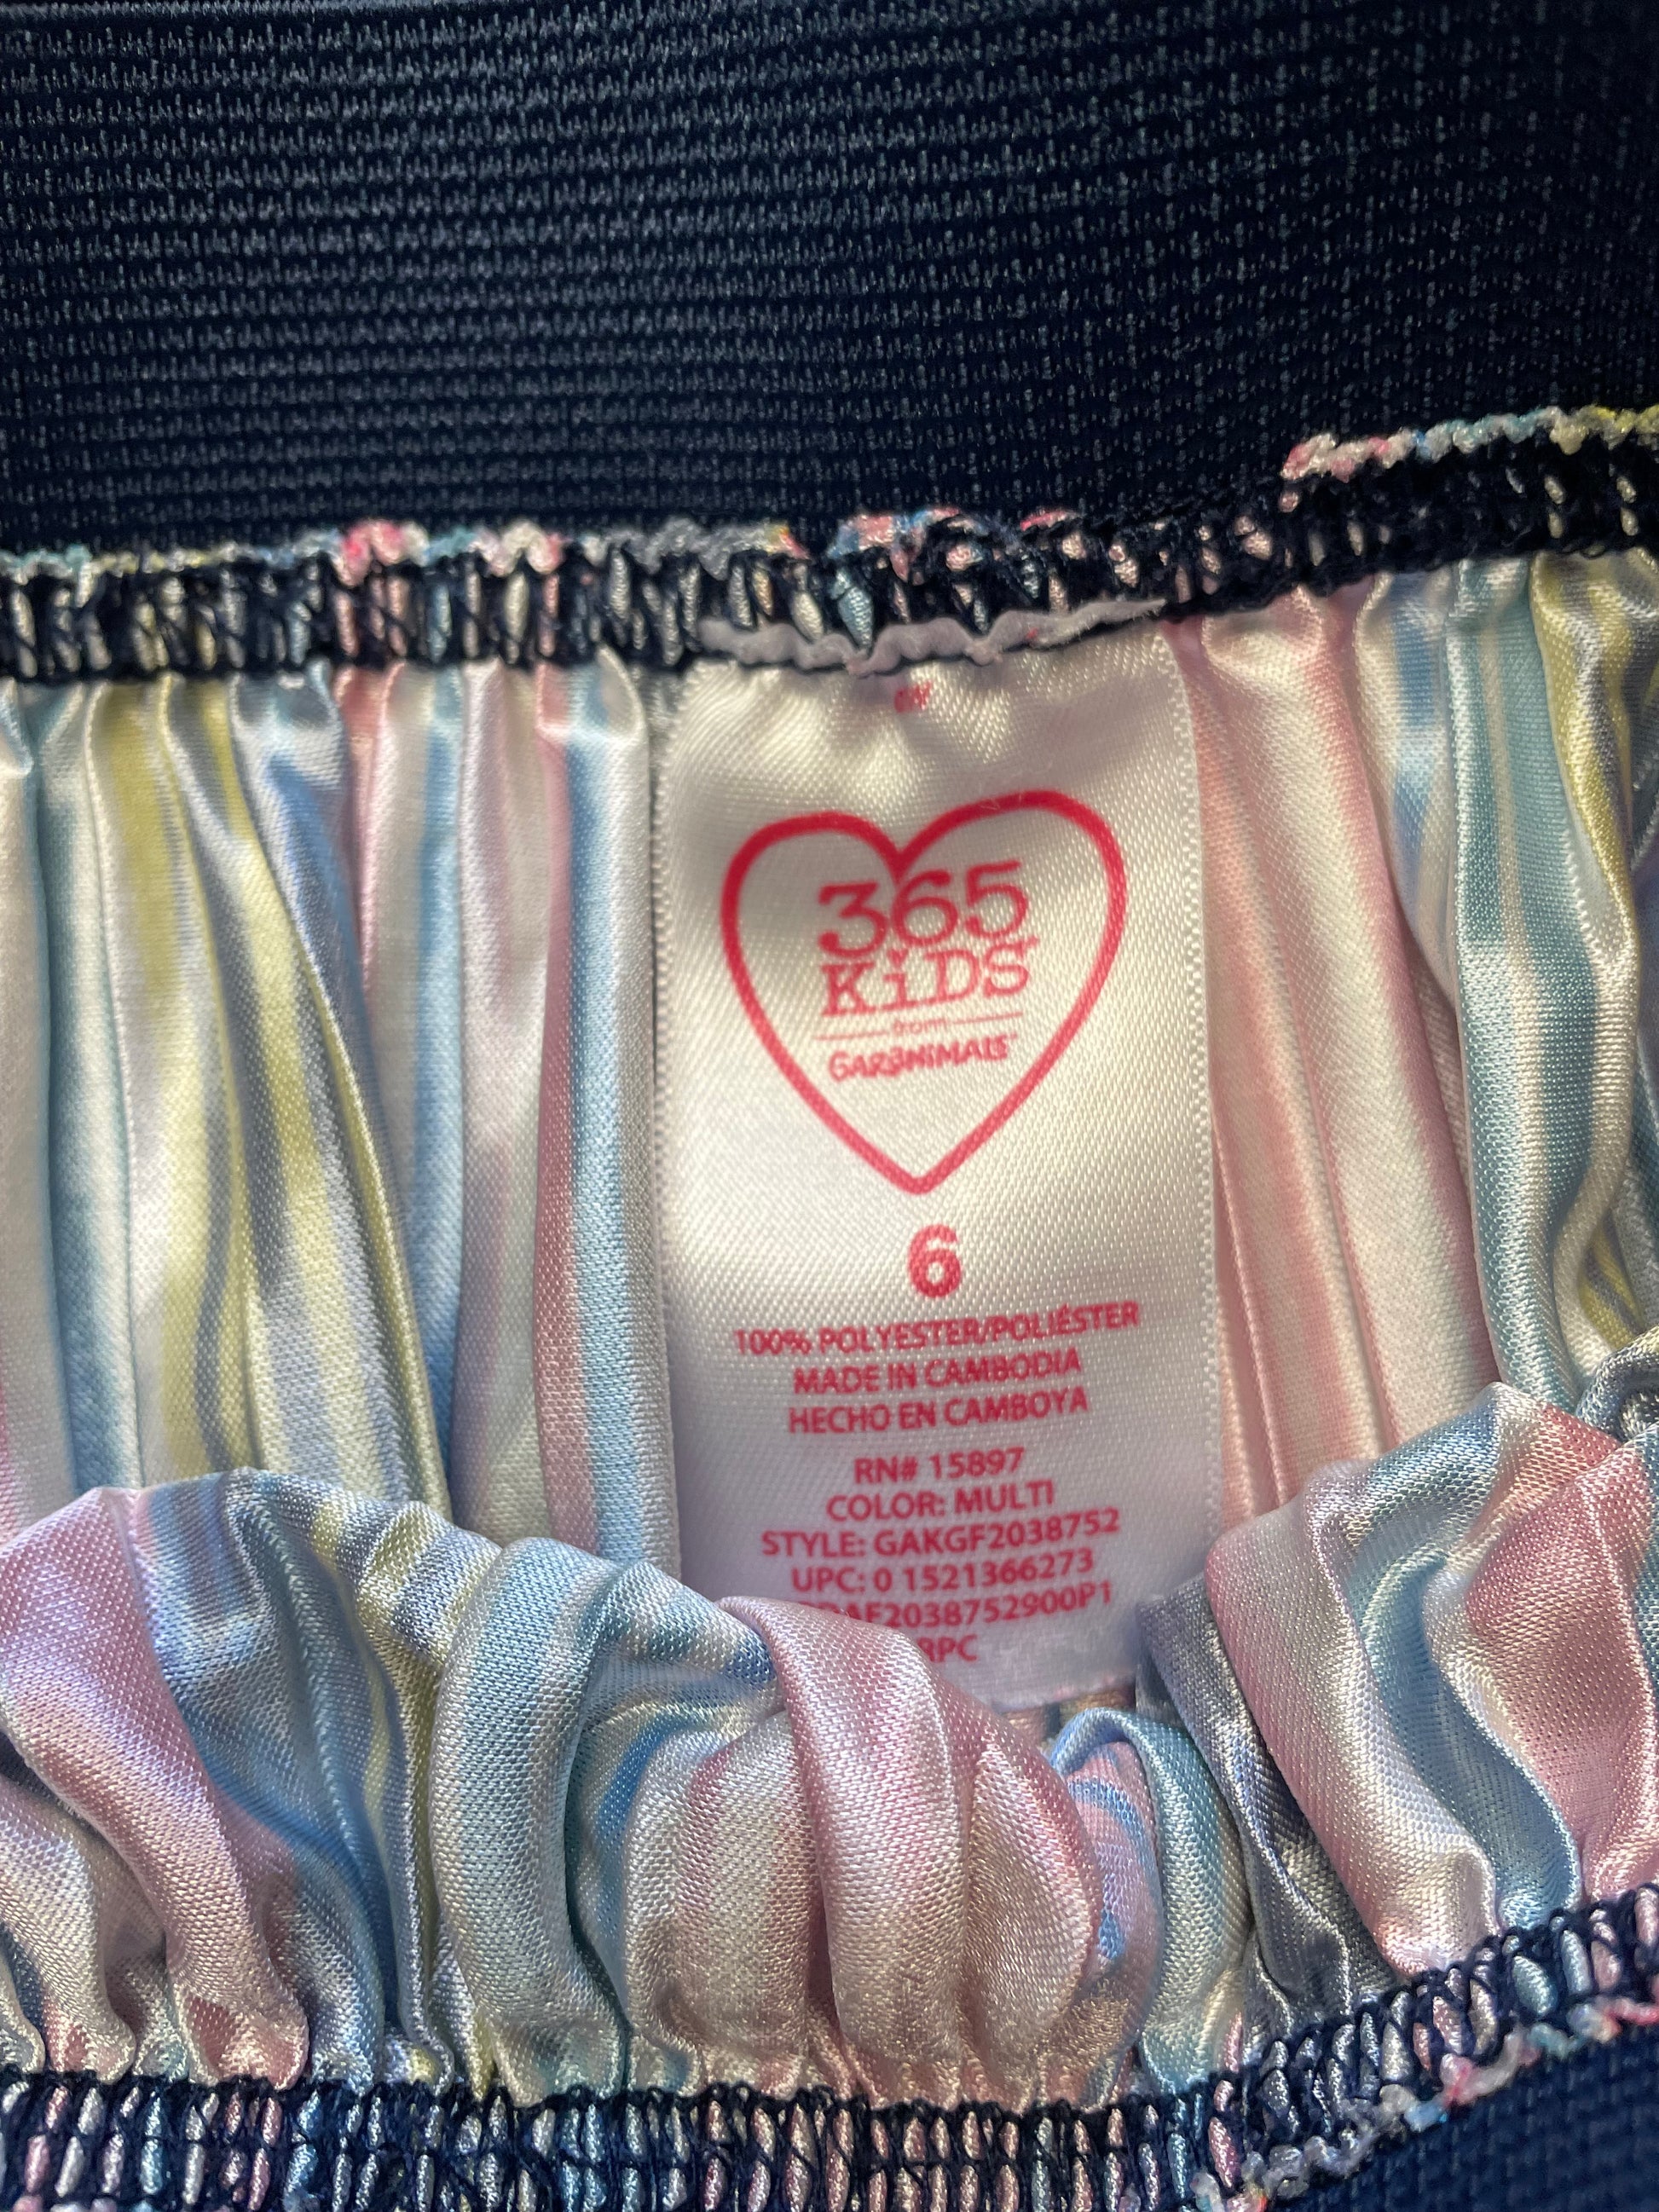 365
KiDS
from
GARANIMALS
6
100% POLYESTER/POLIÉSTER
MADE IN CAMBODIA
HECHO EN CAMBOYA
RN# 15897
COLOR: MULTI
STYLE: GAKGF2038752
UPC: 0 1521366273